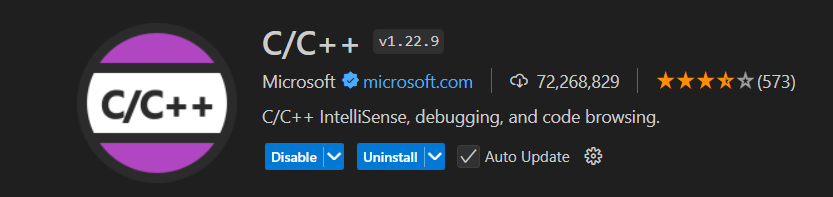 C/C++
C/C++ v1.22.9
Microsoft microsoft.com 72,268,829 (573)
C/C++ IntelliSense, debugging, and code browsing.
Disable Uninstall Auto Update